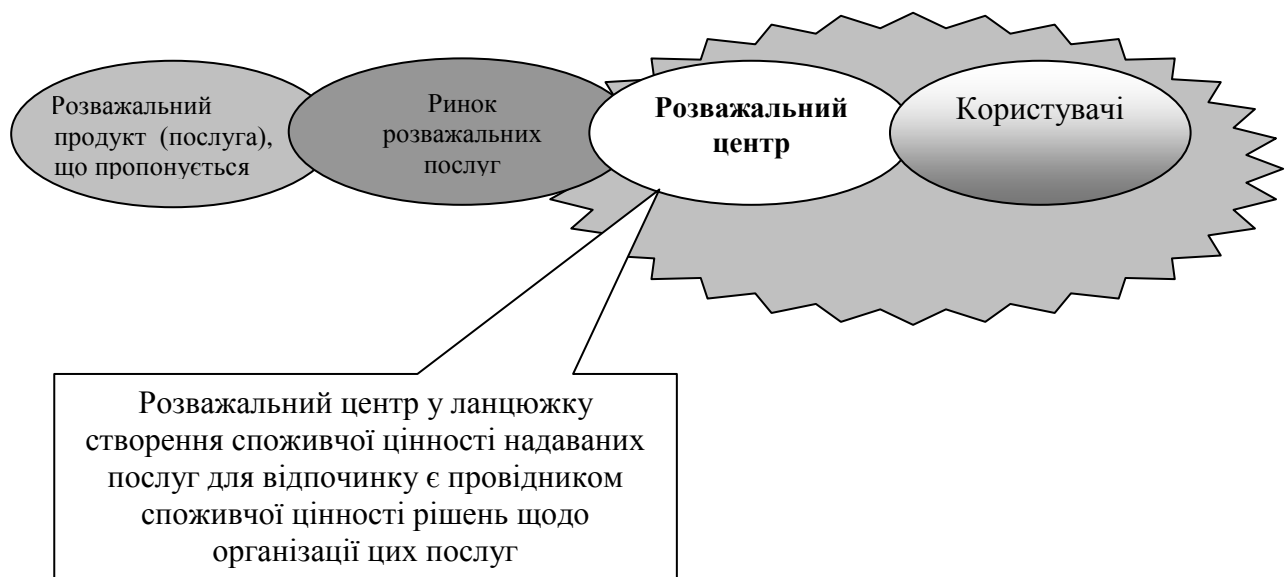 Розважальний
продукт (послуга),
що пропонується
Ринок
розважальних
послуг
Розважальний
центр
Користувачі
Розважальний центр у ланцюжку
створення споживчої цінності надаваних
послуг для відпочинку є провідником
споживчої цінності рішень щодо
організації цих послуг